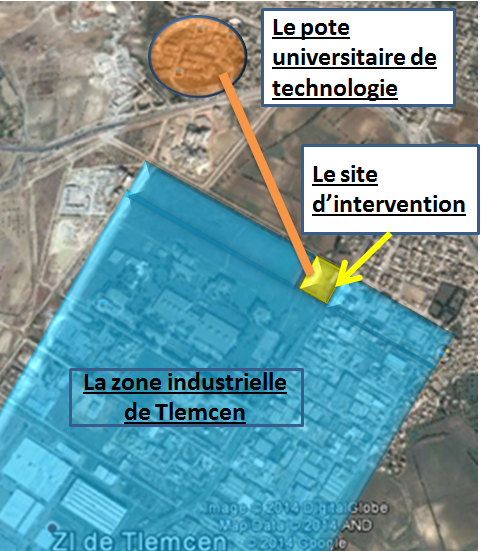 Le pote
universitaire de
technologie
Le site
d’intervention
La zone industrielle
de Tlemcen
Image © 2014 DigitalGlobe
Map Data © 2014 AND
ZI de Tlemcen
© 2014 Google